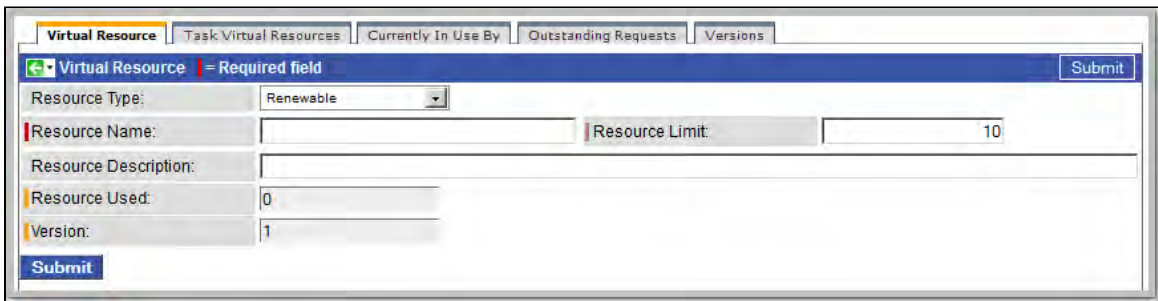 Virtual Resource Task Virtual Resources Currently In Use By Outstanding Requests Versions
Virtual Resource = Required field Submit
Resource Type: Renewable
Resource Name: Resource Limit: 10
Resource Description:
Resource Used: 0
Version: 1
Submit